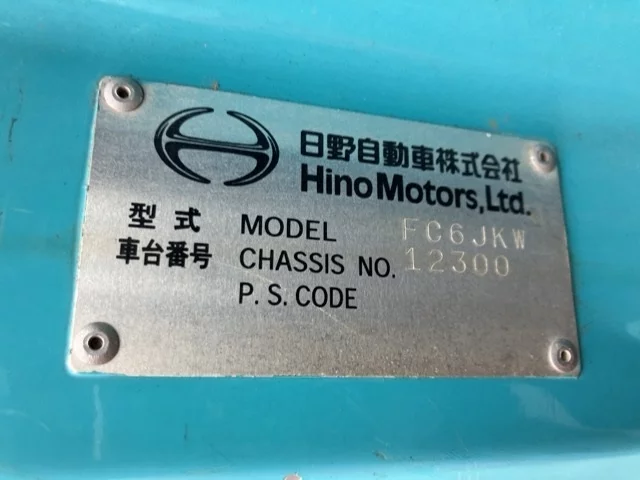 日野自動車株式会社
Hino Motors, Ltd.
型式 MODEL FC6JKW
車台番号 CHASSIS NO. 12300
P. S. CODE